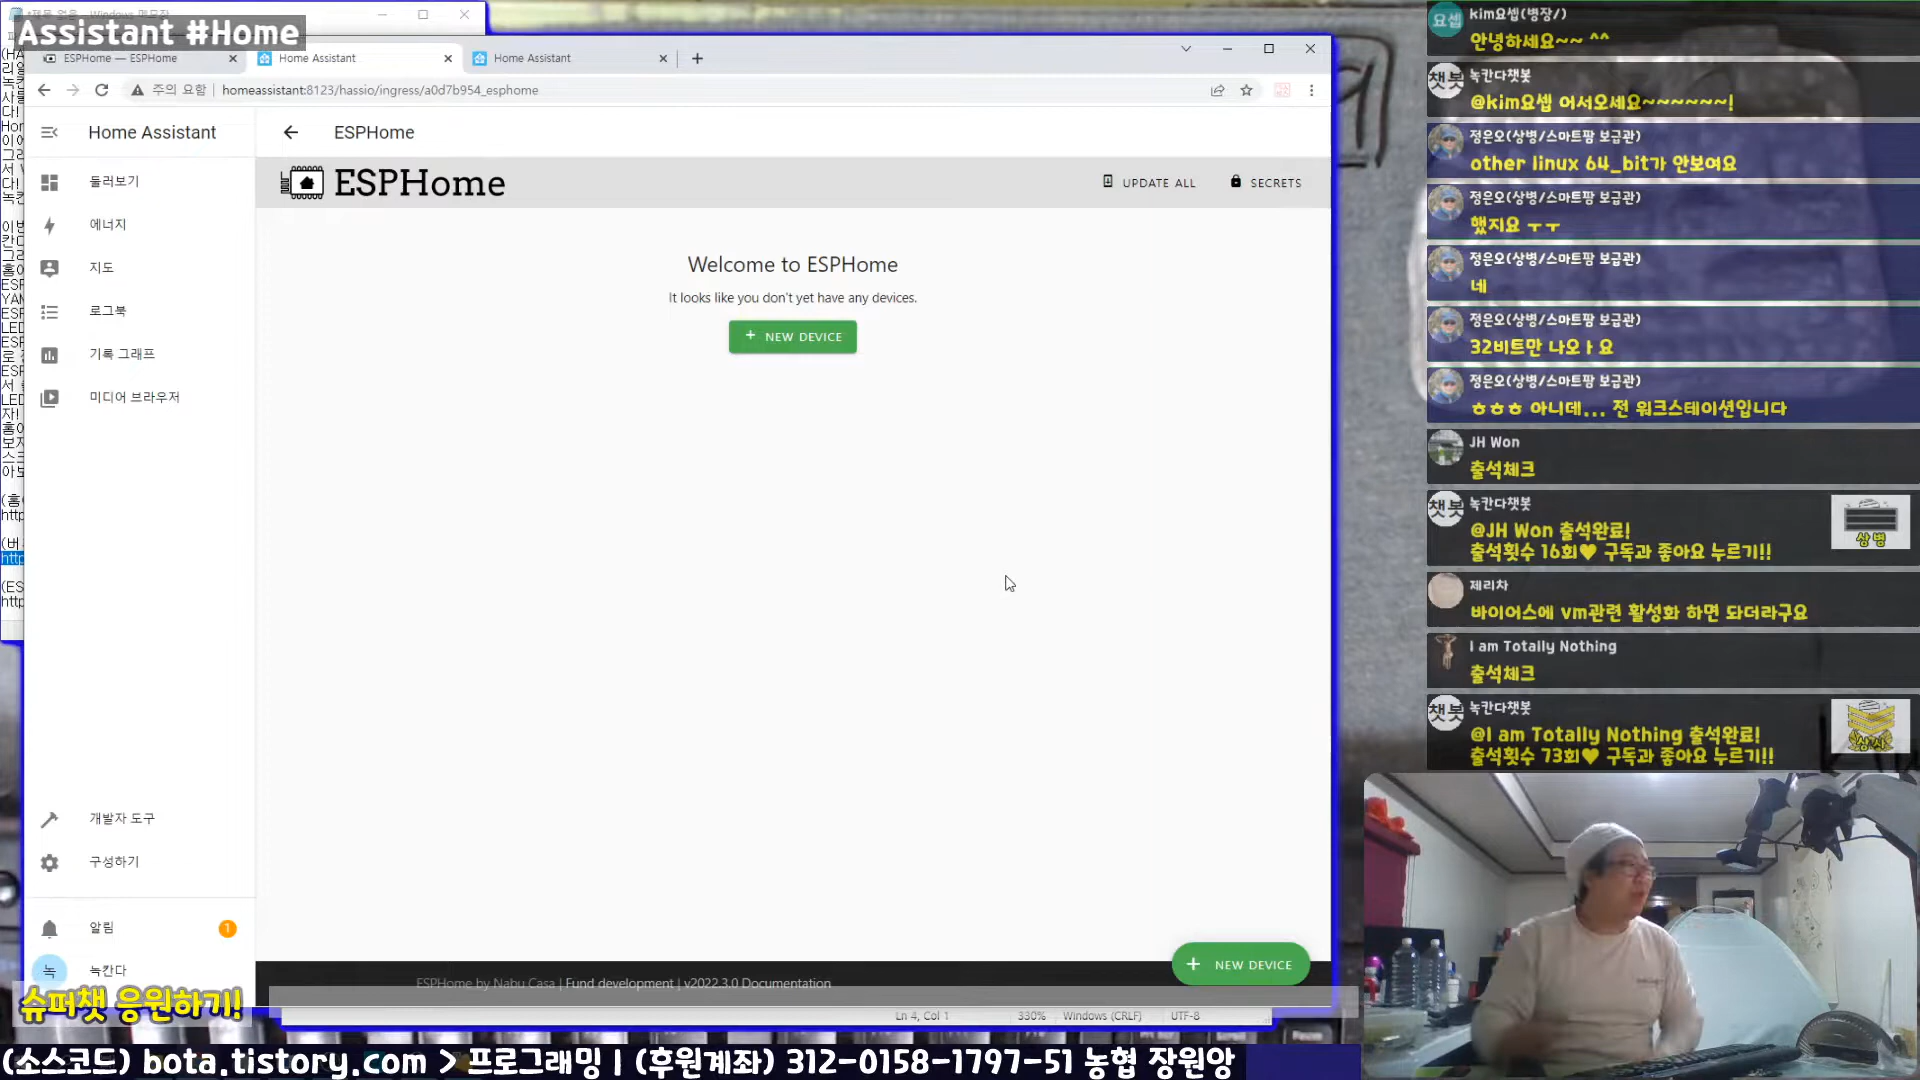 Assistant #Home
ESPHome — ESPHome
Home Assistant
Home Assistant
주의 요함
homeassistant:8123/hassio/ingress/a0d7b954_esphome
Home Assistant
ESPHome
ESPHome
UPDATE ALL
SECRETS
둘러보기
에너지
지도
로그북
기록 그래프
미디어 브라우저
Welcome to ESPHome
It looks like you don't yet have any devices.
+ NEW DEVICE
개발자 도구
구성하기
알림
1
녹
녹칸다
ESPHome by Nabu Casa | Fund development | v2022.3.0 Documentation
+ NEW DEVICE
슈퍼챗 응원하기!
Ln 4, Col 1
330%
Windows (CRLF)
UTF-8
(소스코드) bota.tistory.com > 프로그래밍 | (후원계좌) 312-0158-1797-51 농협 장원앙
요셉
kim요셉(병장/)
안녕하세요~~ ^^
챗봇
녹칸다챗봇
@kim요셉 어서오세요~~~~~~!
정은오(상병/스마트팜 보급관)
other linux 64_bit가 안보여요
정은오(상병/스마트팜 보급관)
했지요 ㅜㅜ
정은오(상병/스마트팜 보급관)
네
정은오(상병/스마트팜 보급관)
32비트만 나오ㅏ요
정은오(상병/스마트팜 보급관)
ㅎㅎㅎ 아니데... 전 워크스테이션입니다
JH Won
출석체크
챗봇
녹칸다챗봇
@JH Won 출석완료!
출석횟수 16회♥ 구독과 좋아요 누르기!!
상병
제리차
바이어스에 vm관련 활성화 하면 돠더라구요
I am Totally Nothing
출석체크
챗봇
녹칸다챗봇
@I am Totally Nothing 출석완료!
출석횟수 73회♥ 구독과 좋아요 누르기!!
상사